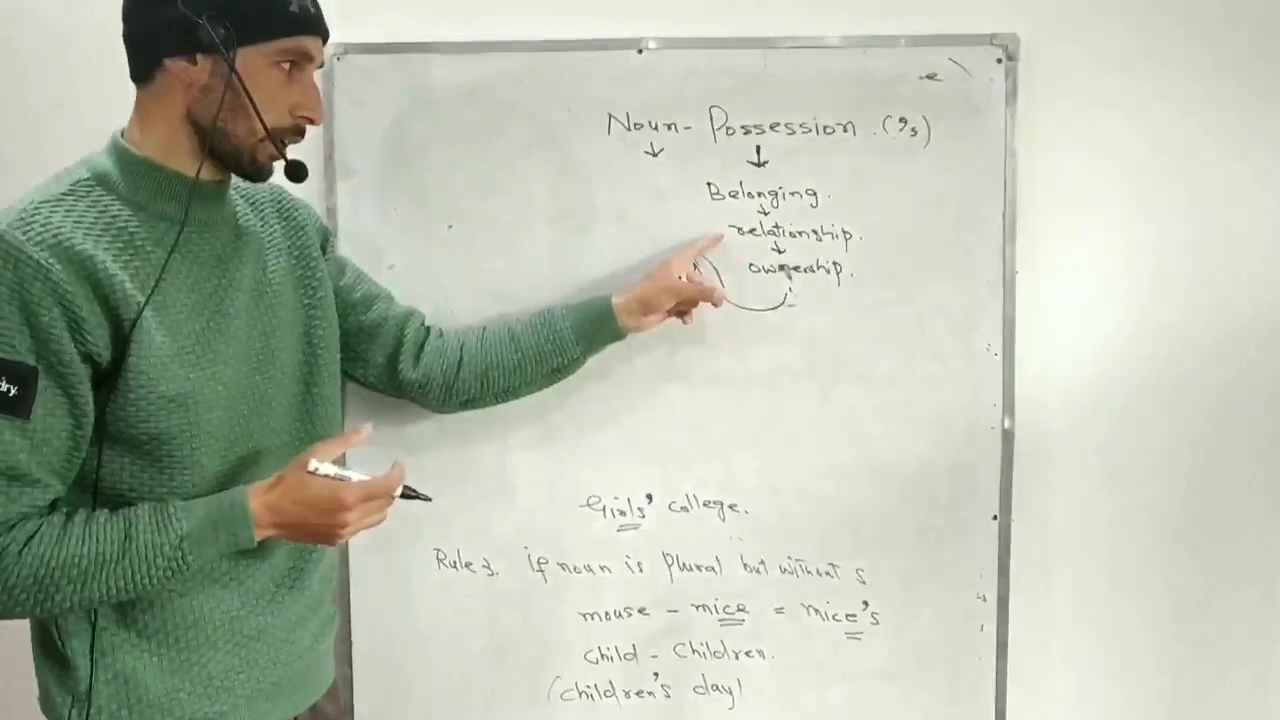 Noun- Possession. ('s)
Belonging.
relationship.
ownership.
Girls' college.
Rule 3. if noun is plural but without s
mouse - mice = mice's
Child - Children.
(children's day)
dry.